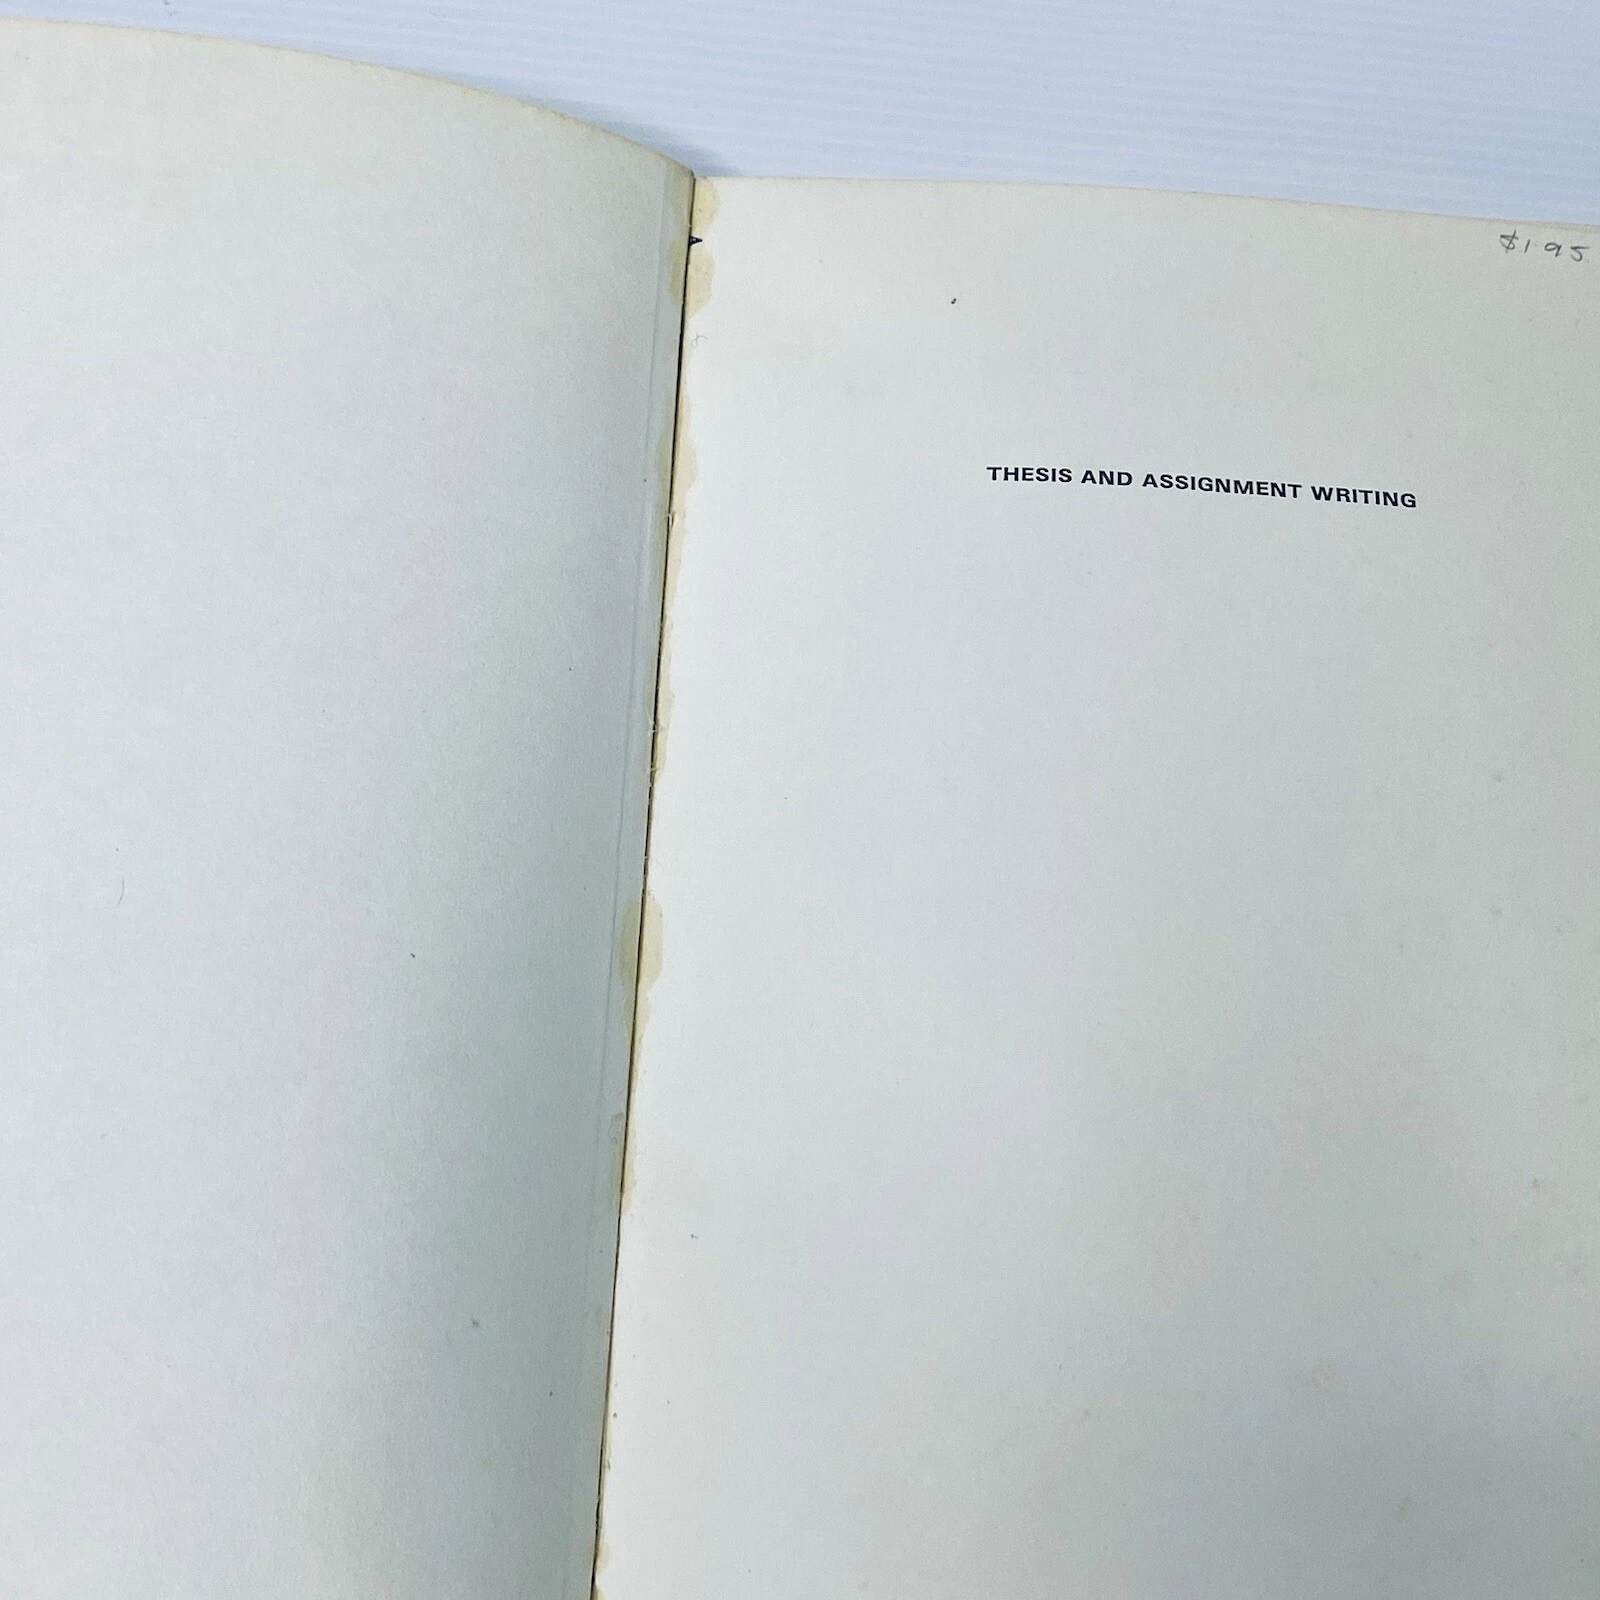 $1.95
THESIS AND ASSIGNMENT WRITING